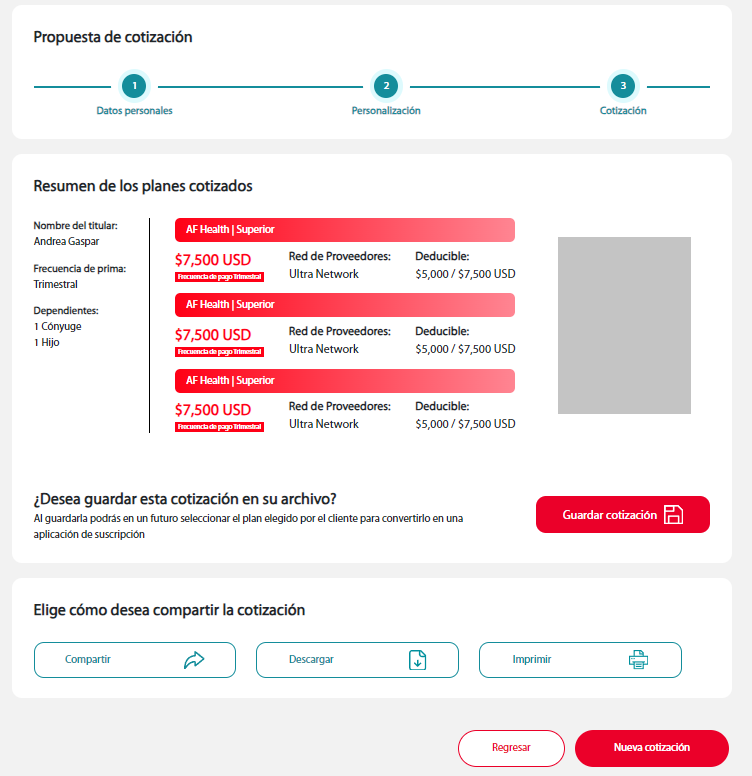 Propuesta de cotización
1
2
3
Datos personales
Personalización
Cotización
Resumen de los planes cotizados
Nombre del titular:
Andrea Gaspar
Frecuencia de prima:
Trimestral
Dependientes:
1 Cónyuge
1 Hijo
AF Health | Superior
$7,500 USD
Frecuencia de pago Trimestral
Red de Proveedores:
Ultra Network
Deducible:
$5,000 / $7,500 USD
AF Health | Superior
$7,500 USD
Frecuencia de pago Trimestral
Red de Proveedores:
Ultra Network
Deducible:
$5,000 / $7,500 USD
AF Health | Superior
$7,500 USD
Frecuencia de pago Trimestral
Red de Proveedores:
Ultra Network
Deducible:
$5,000 / $7,500 USD
¿Desea guardar esta cotización en su archivo?
Al guardarla podrás en un futuro seleccionar el plan elegido por el cliente para convertirlo en una
aplicación de suscripción
Guardar cotización
Elige cómo desea compartir la cotización
Compartir
Descargar
Imprimir
Regresar
Nueva cotización